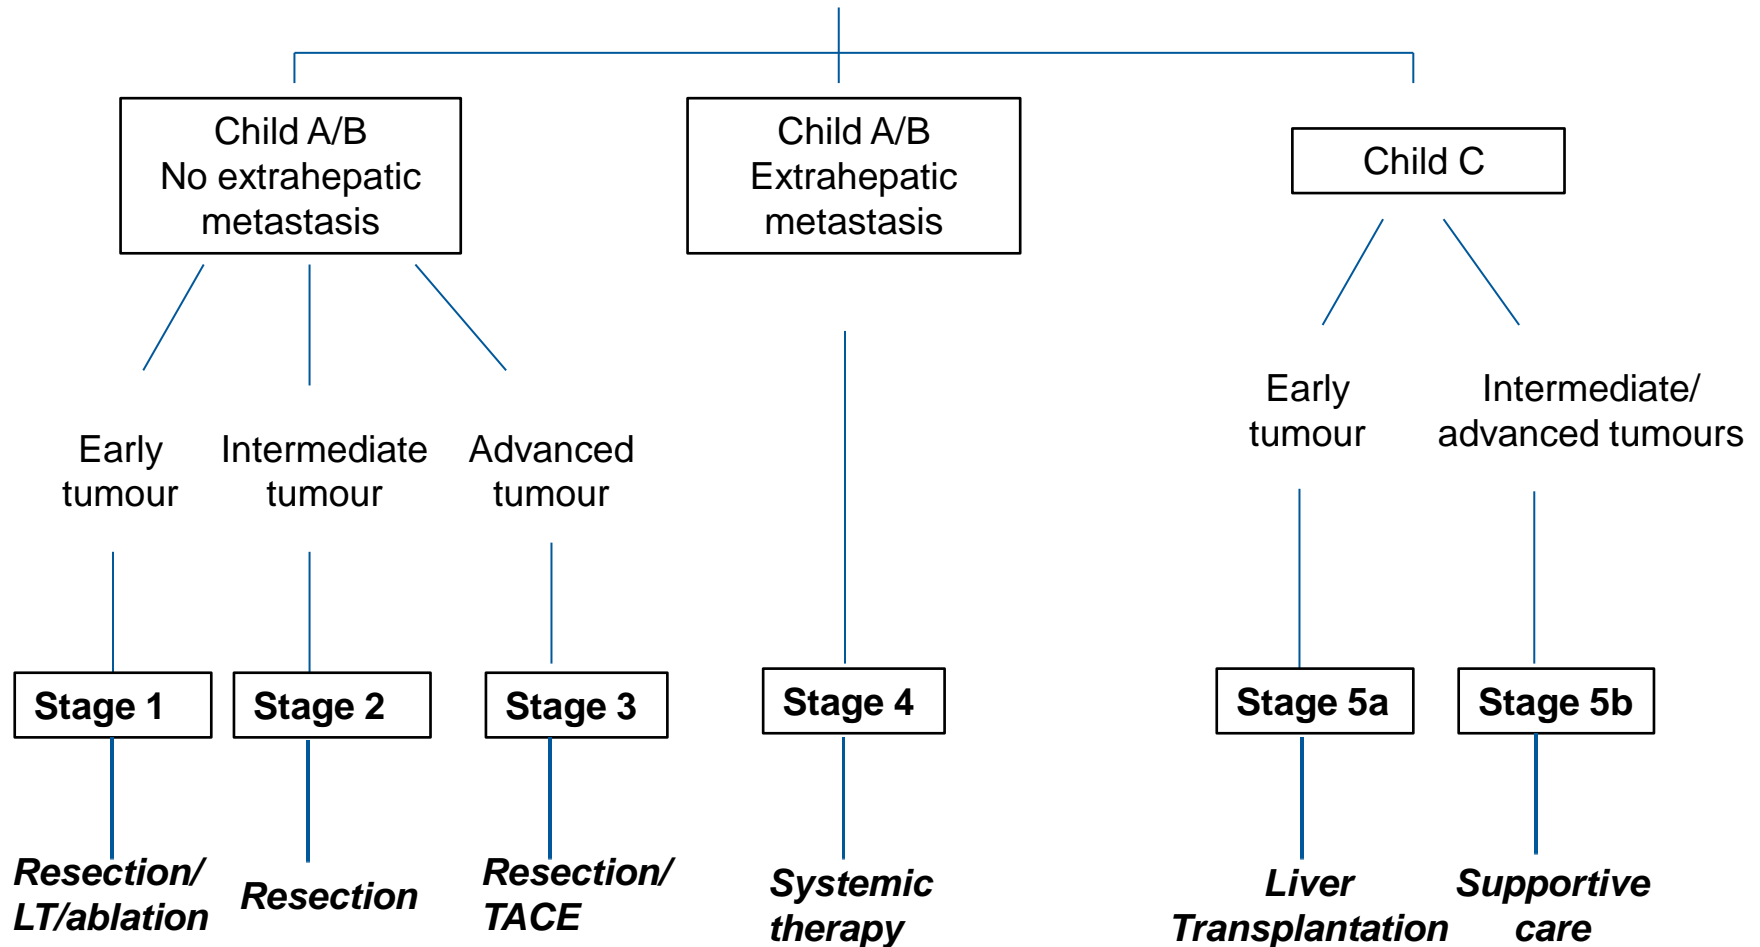 Child A/B
No extrahepatic
metastasis
Child A/B
Extrahepatic
metastasis
Child C
Early
tumour
Intermediate
tumour
Advanced
tumour
Early
tumour
Intermediate/
advanced tumours
Stage 1
Stage 2
Stage 3
Stage 4
Stage 5a
Stage 5b
Resection/
LT/ablation
Resection
Resection/
TACE
Systemic
therapy
Liver
Transplantation
Supportive
care